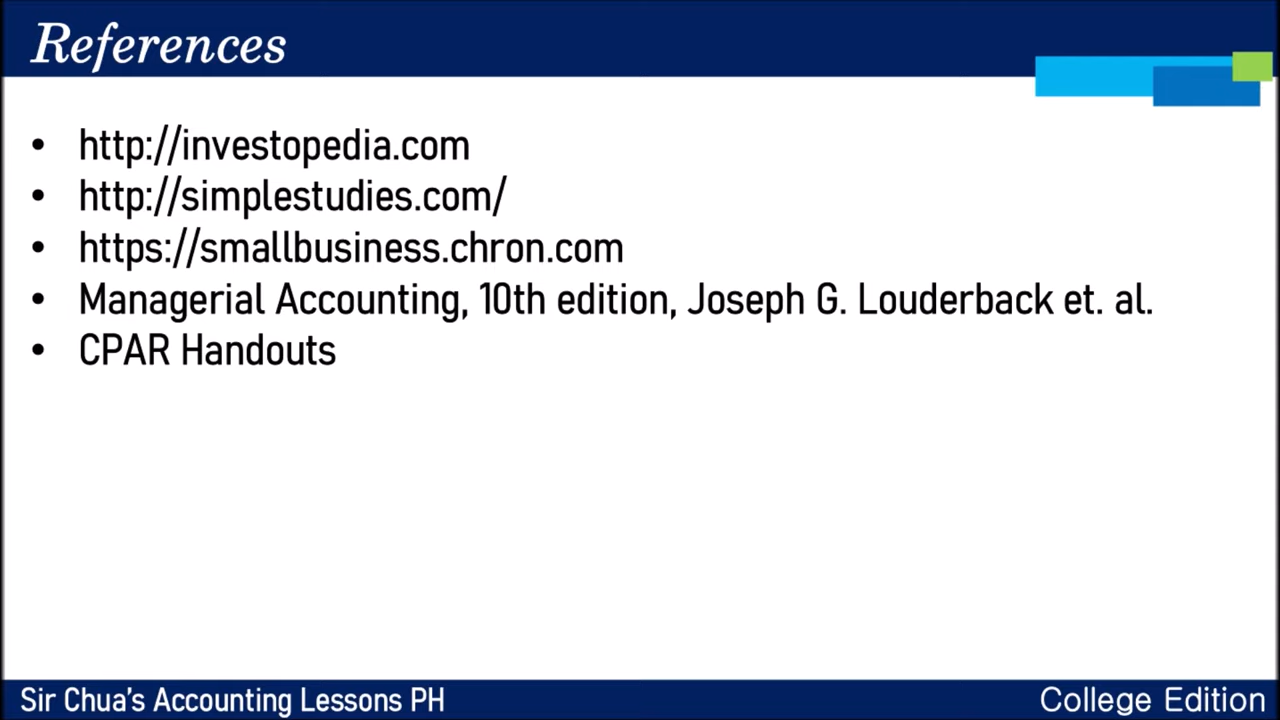 References
• http://investopedia.com
• http://simplestudies.com/
• https://smallbusiness.chron.com
• Managerial Accounting, 10th edition, Joseph G. Louderback et. al.
• CPAR Handouts
Sir Chua's Accounting Lessons PH
College Edition